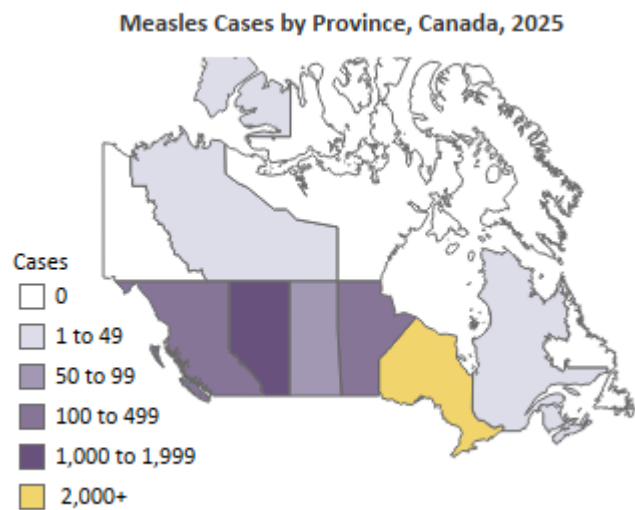 Measles Cases by Province, Canada, 2025
Cases
0
1 to 49
50 to 99
100 to 499
1,000 to 1,999
2,000+